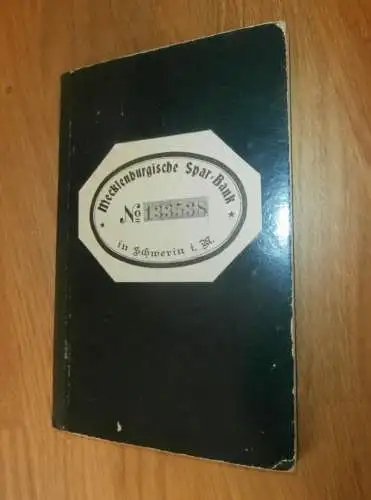 Mecklenburgische Spar-Bank
No. 133538
in Schwerin i. M.